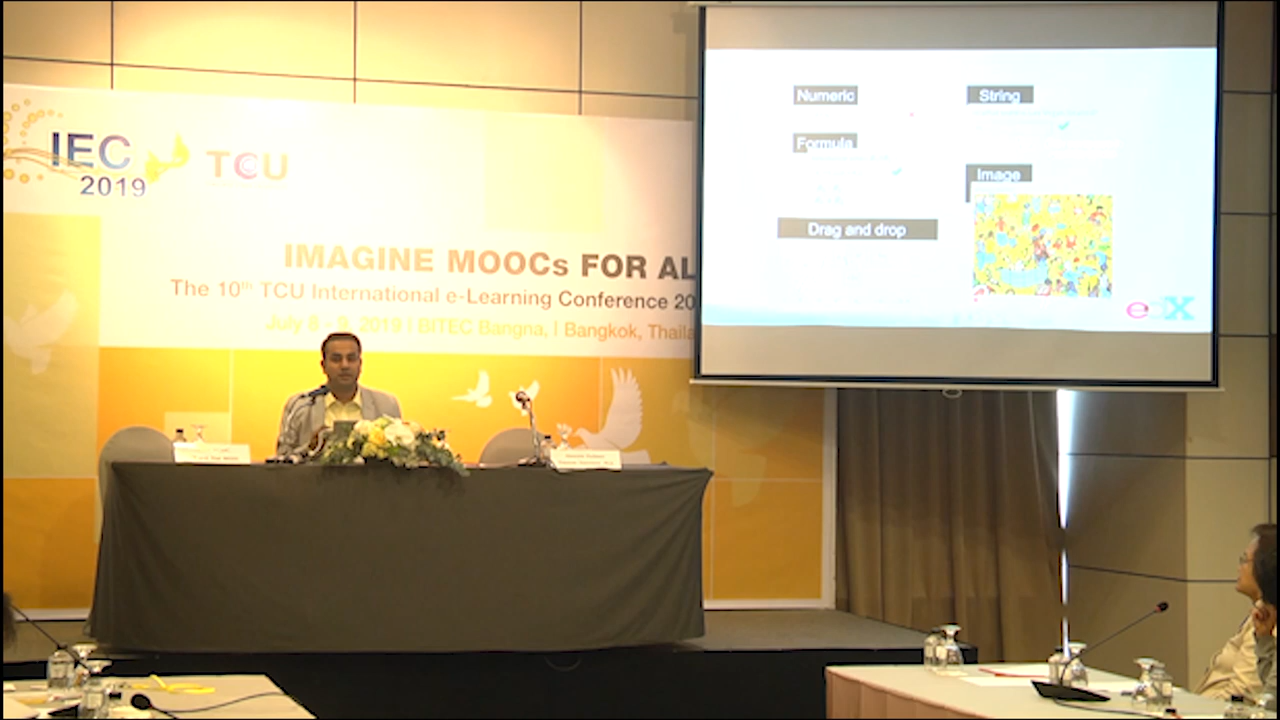 IEC
2019
TCU
IMAGINE MOOCs FOR AL
The 10th TCU International e-Learning Conference 20
July 8 - 9, 2019 | BITEC Bangna, | Bangkok, Thaila
Numeric
String
Formula
Image
Drag and drop
edX